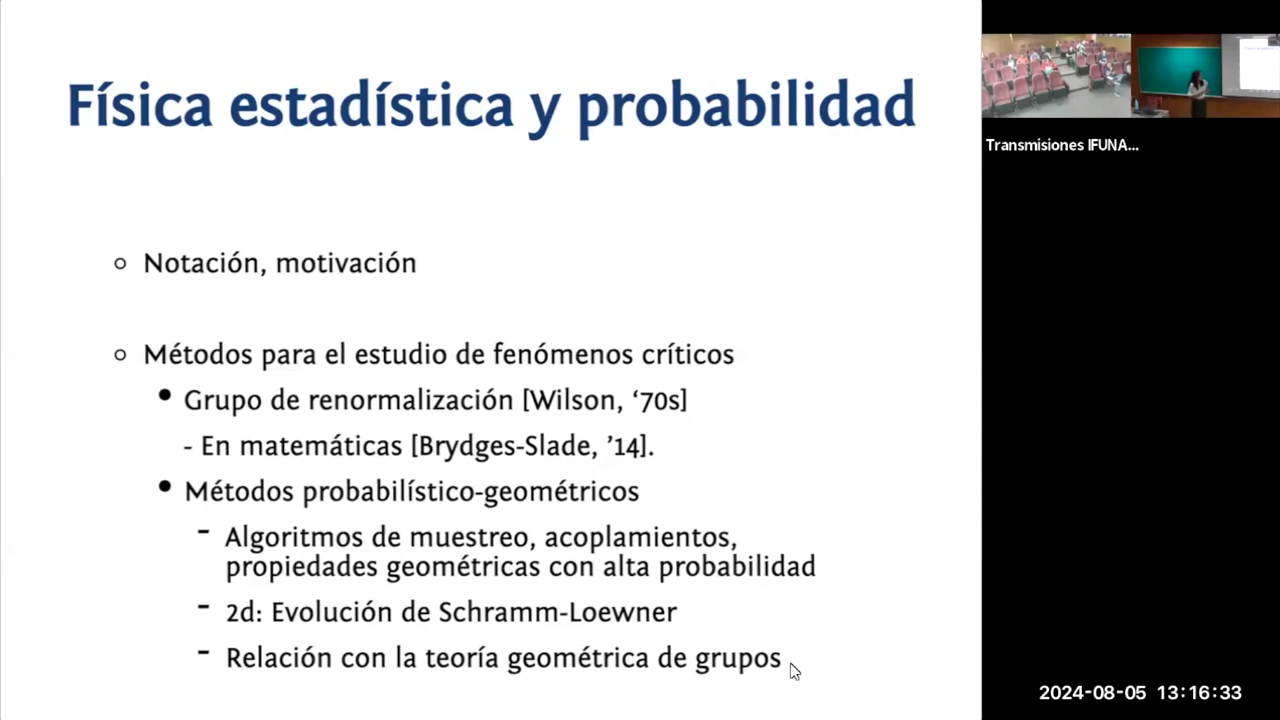 Física estadística y probabilidad
Notación, motivación
Métodos para el estudio de fenómenos críticos
Grupo de renormalización [Wilson, ‘70s]
- En matemáticas [Brydges-Slade, ’14].
Métodos probabilístico-geométricos
- Algoritmos de muestreo, acoplamientos,
propiedades geométricas con alta probabilidad
- 2d: Evolución de Schramm-Loewner
- Relación con la teoría geométrica de grupos
Transmisiones IFUNA...
2024-08-05 13:16:33